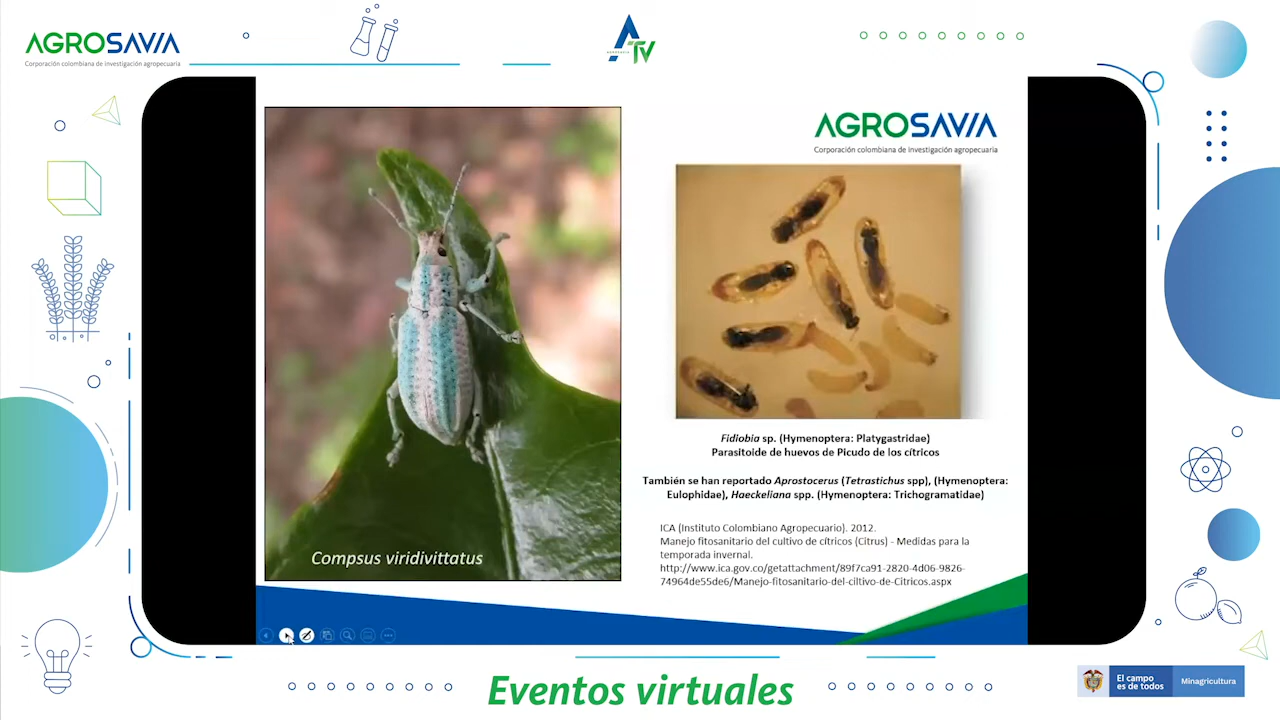 AGROSAVIA
Corporación colombiana de investigación agropecuaria
ATV
AGROSAVIA
Corporación colombiana de investigación agropecuaria
Compsus viridivittatus
Fidiobia sp. (Hymenoptera: Platygastridae)
Parasitoide de huevos de Picudo de los cítricos
También se han reportado Aprostocerus (Tetrastichus spp), (Hymenoptera:
Eulophidae), Haeckeliana spp. (Hymenoptera: Trichogramatidae)
ICA (Instituto Colombiano Agropecuario). 2012.
Manejo fitosanitario del cultivo de cítricos (Citrus) - Medidas para la
temporada invernal.
http://www.ica.gov.co/getattachment/89f7ca91-2820-4d06-9826-
74964de55de6/Manejo-fitosanitario-del-ciltivo-de-Citricos.aspx
Eventos virtuales
El campo
es de todos
Minagricultura